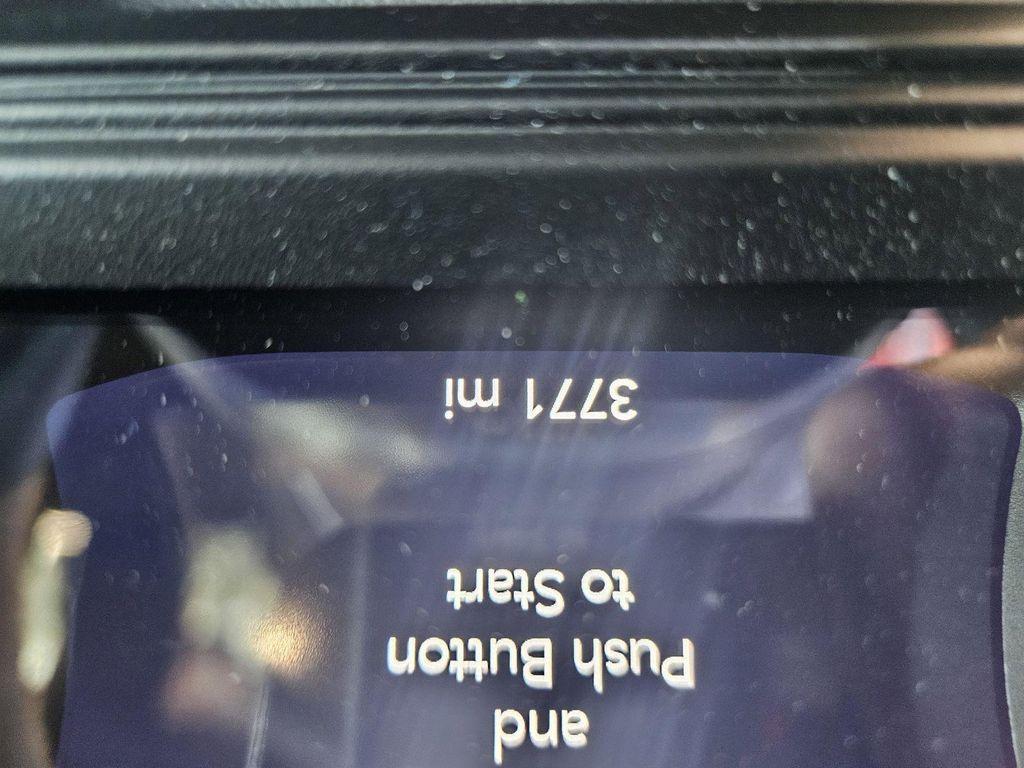 and
Push Button
to Start
3771 mi